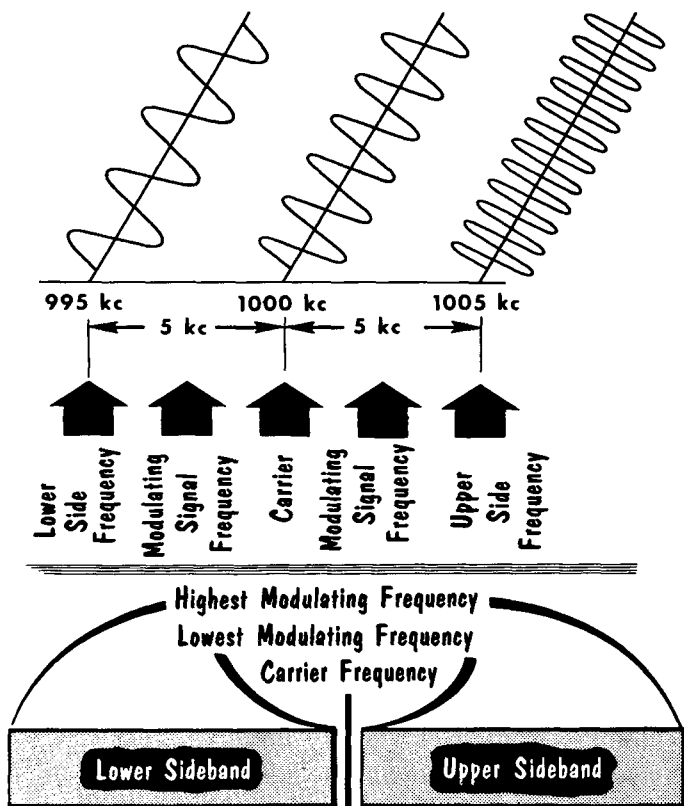 995 kc 1000 kc 1005 kc
5 kc 5 kc
Lower
Side
Frequency
Modulating
Signal
Frequency
Carrier
Modulating
Signal
Frequency
Upper
Side
Frequency
Highest Modulating Frequency
Lowest Modulating Frequency
Carrier Frequency
Lower Sideband Upper Sideband